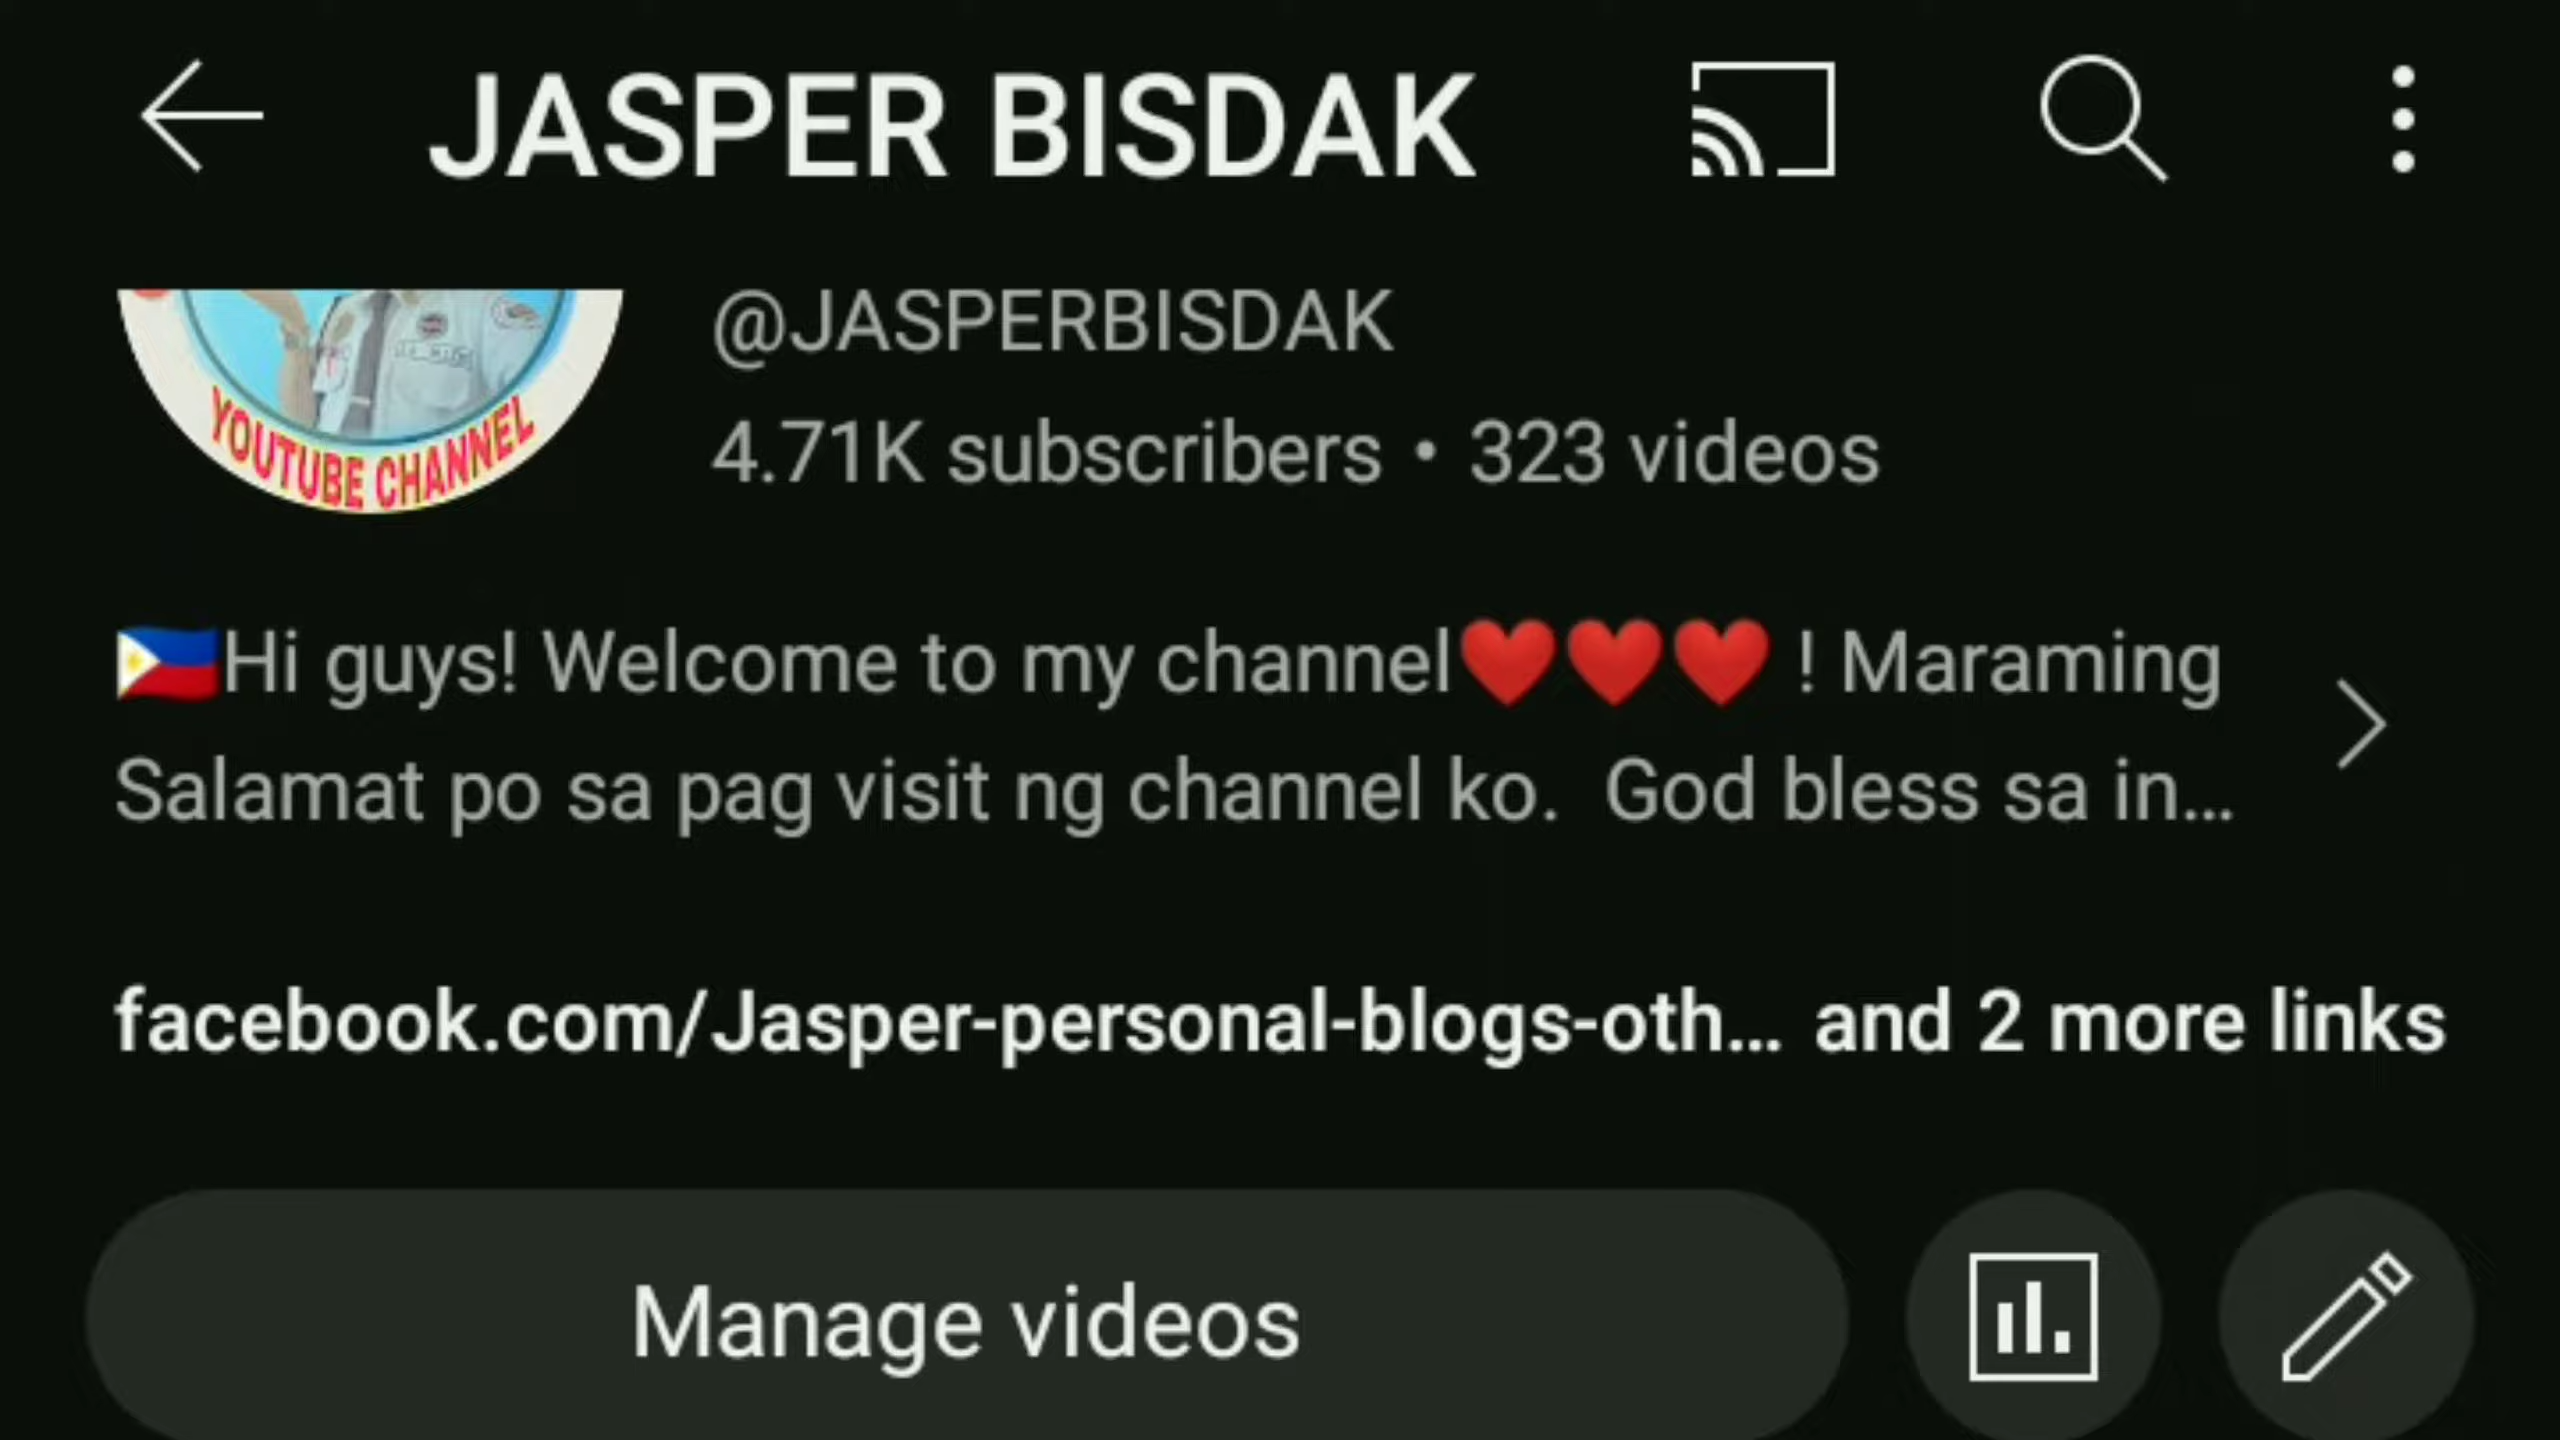 JASPER BISDAK
@JASPERBISDAK
4.71K subscribers • 323 videos
YOUTUBE CHANNEL
🇵🇭Hi guys! Welcome to my channel❤️❤️❤️ ! Maraming
Salamat po sa pag visit ng channel ko.  God bless sa in...
facebook.com/Jasper-personal-blogs-oth... and 2 more links
Manage videos